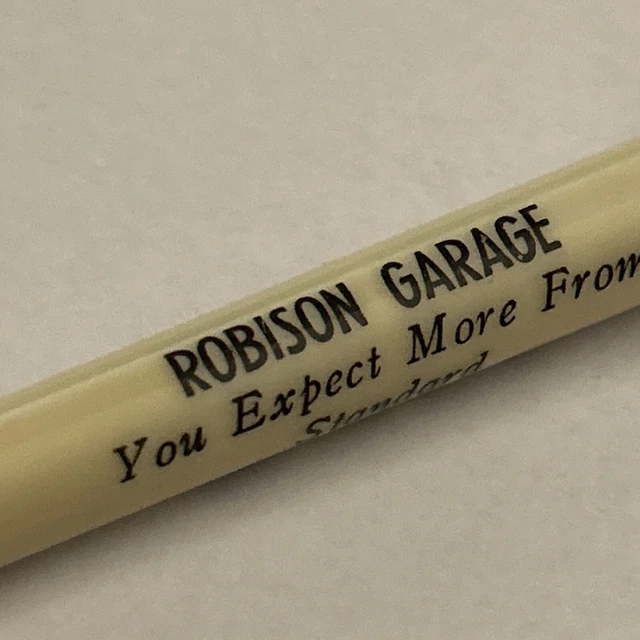 ROBISON GARAGE
You Expect More From
Standard